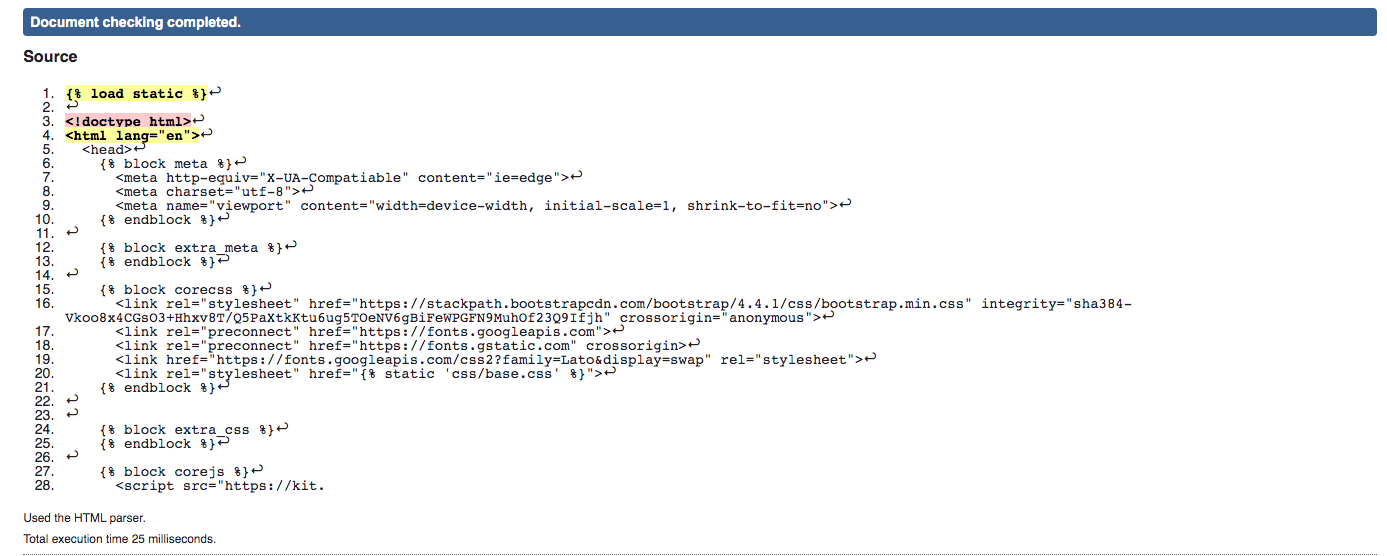 Document checking completed.
Source
1. {% load static %}↩
2. ↩
3. <!doctype html>↩
4. <html lang="en">↩
5. <head>↩
6. {% block meta %}↩
7. <meta http-equiv="X-UA-Compatiable" content="ie=edge">↩
8. <meta charset="utf-8">↩
9. <meta name="viewport" content="width=device-width, initial-scale=1, shrink-to-fit=no">↩
10. {% endblock %}↩
11. ↩
12. {% block extra_meta %}↩
13. {% endblock %}↩
14. ↩
15. {% block corecss %}↩
16. <link rel="stylesheet" href="https://stackpath.bootstrapcdn.com/bootstrap/4.4.1/css/bootstrap.min.css" integrity="sha384-
Vkoo8x4CGsO3+Hhxv8T/Q5PaXtkKtu6ug5TOeNV6gBiFeWPGFN9MuhOf23Q9Ifjh" crossorigin="anonymous">↩
17. <link rel="preconnect" href="https://fonts.googleapis.com">↩
18. <link rel="preconnect" href="https://fonts.gstatic.com" crossorigin>↩
19. <link href="https://fonts.googleapis.com/css2?family=Lato&display=swap" rel="stylesheet">↩
20. <link rel="stylesheet" href="{% static 'css/base.css' %}">↩
21. {% endblock %}↩
22. ↩
23. ↩
24. {% block extra_css %}↩
25. {% endblock %}↩
26. ↩
27. {% block corejs %}↩
28. <script src="https://kit.
Used the HTML parser.
Total execution time 25 milliseconds.